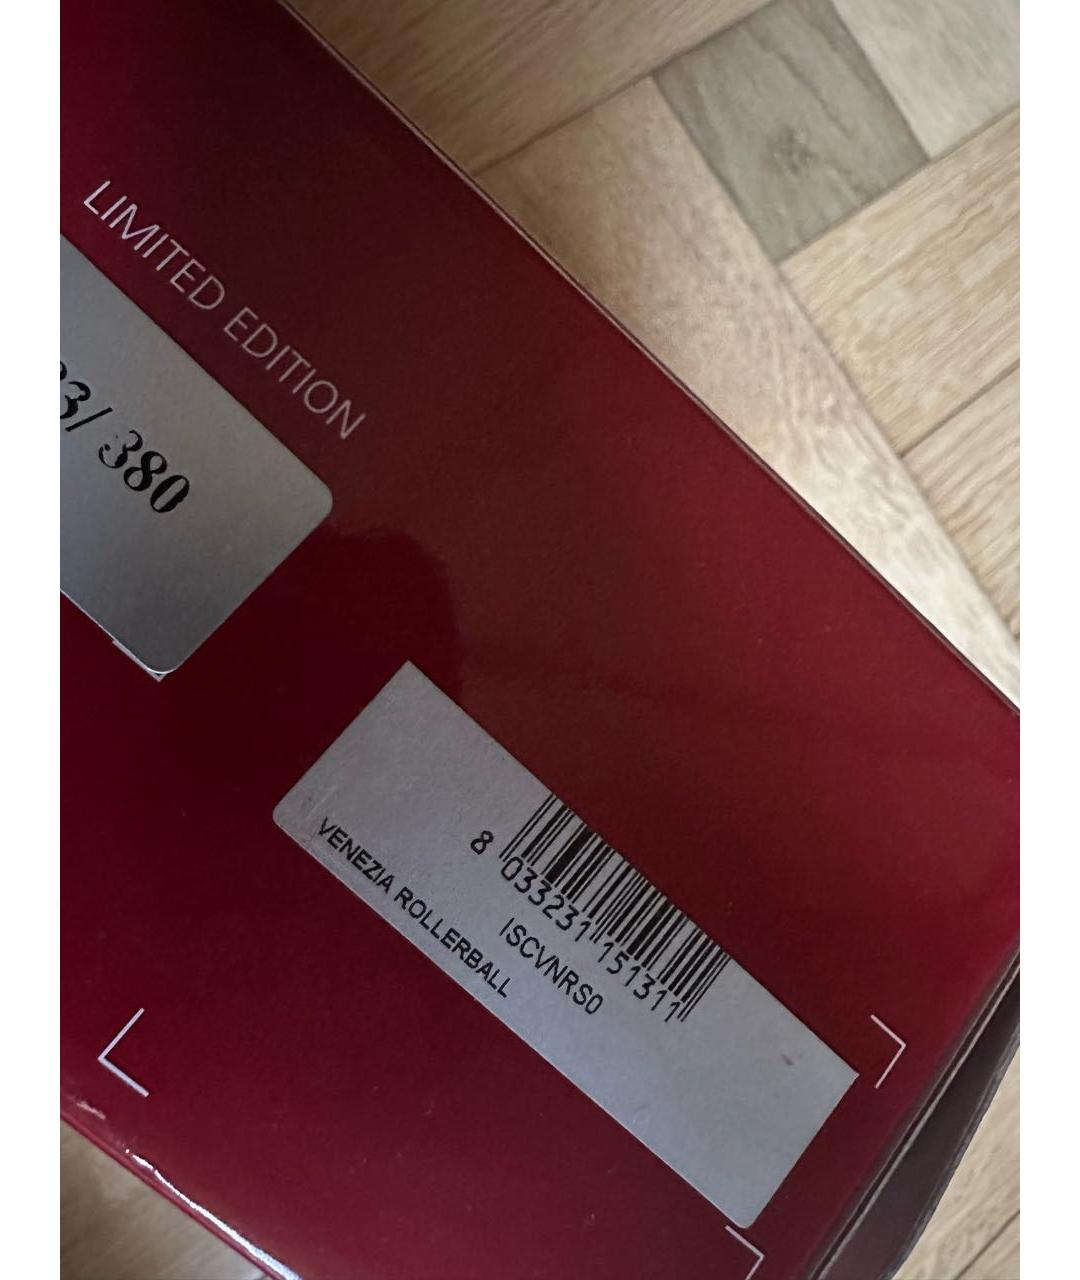 LIMITED EDITION
3/ 380
8 033231 151311
ISCVNRS0
VENEZIA ROLLERBALL